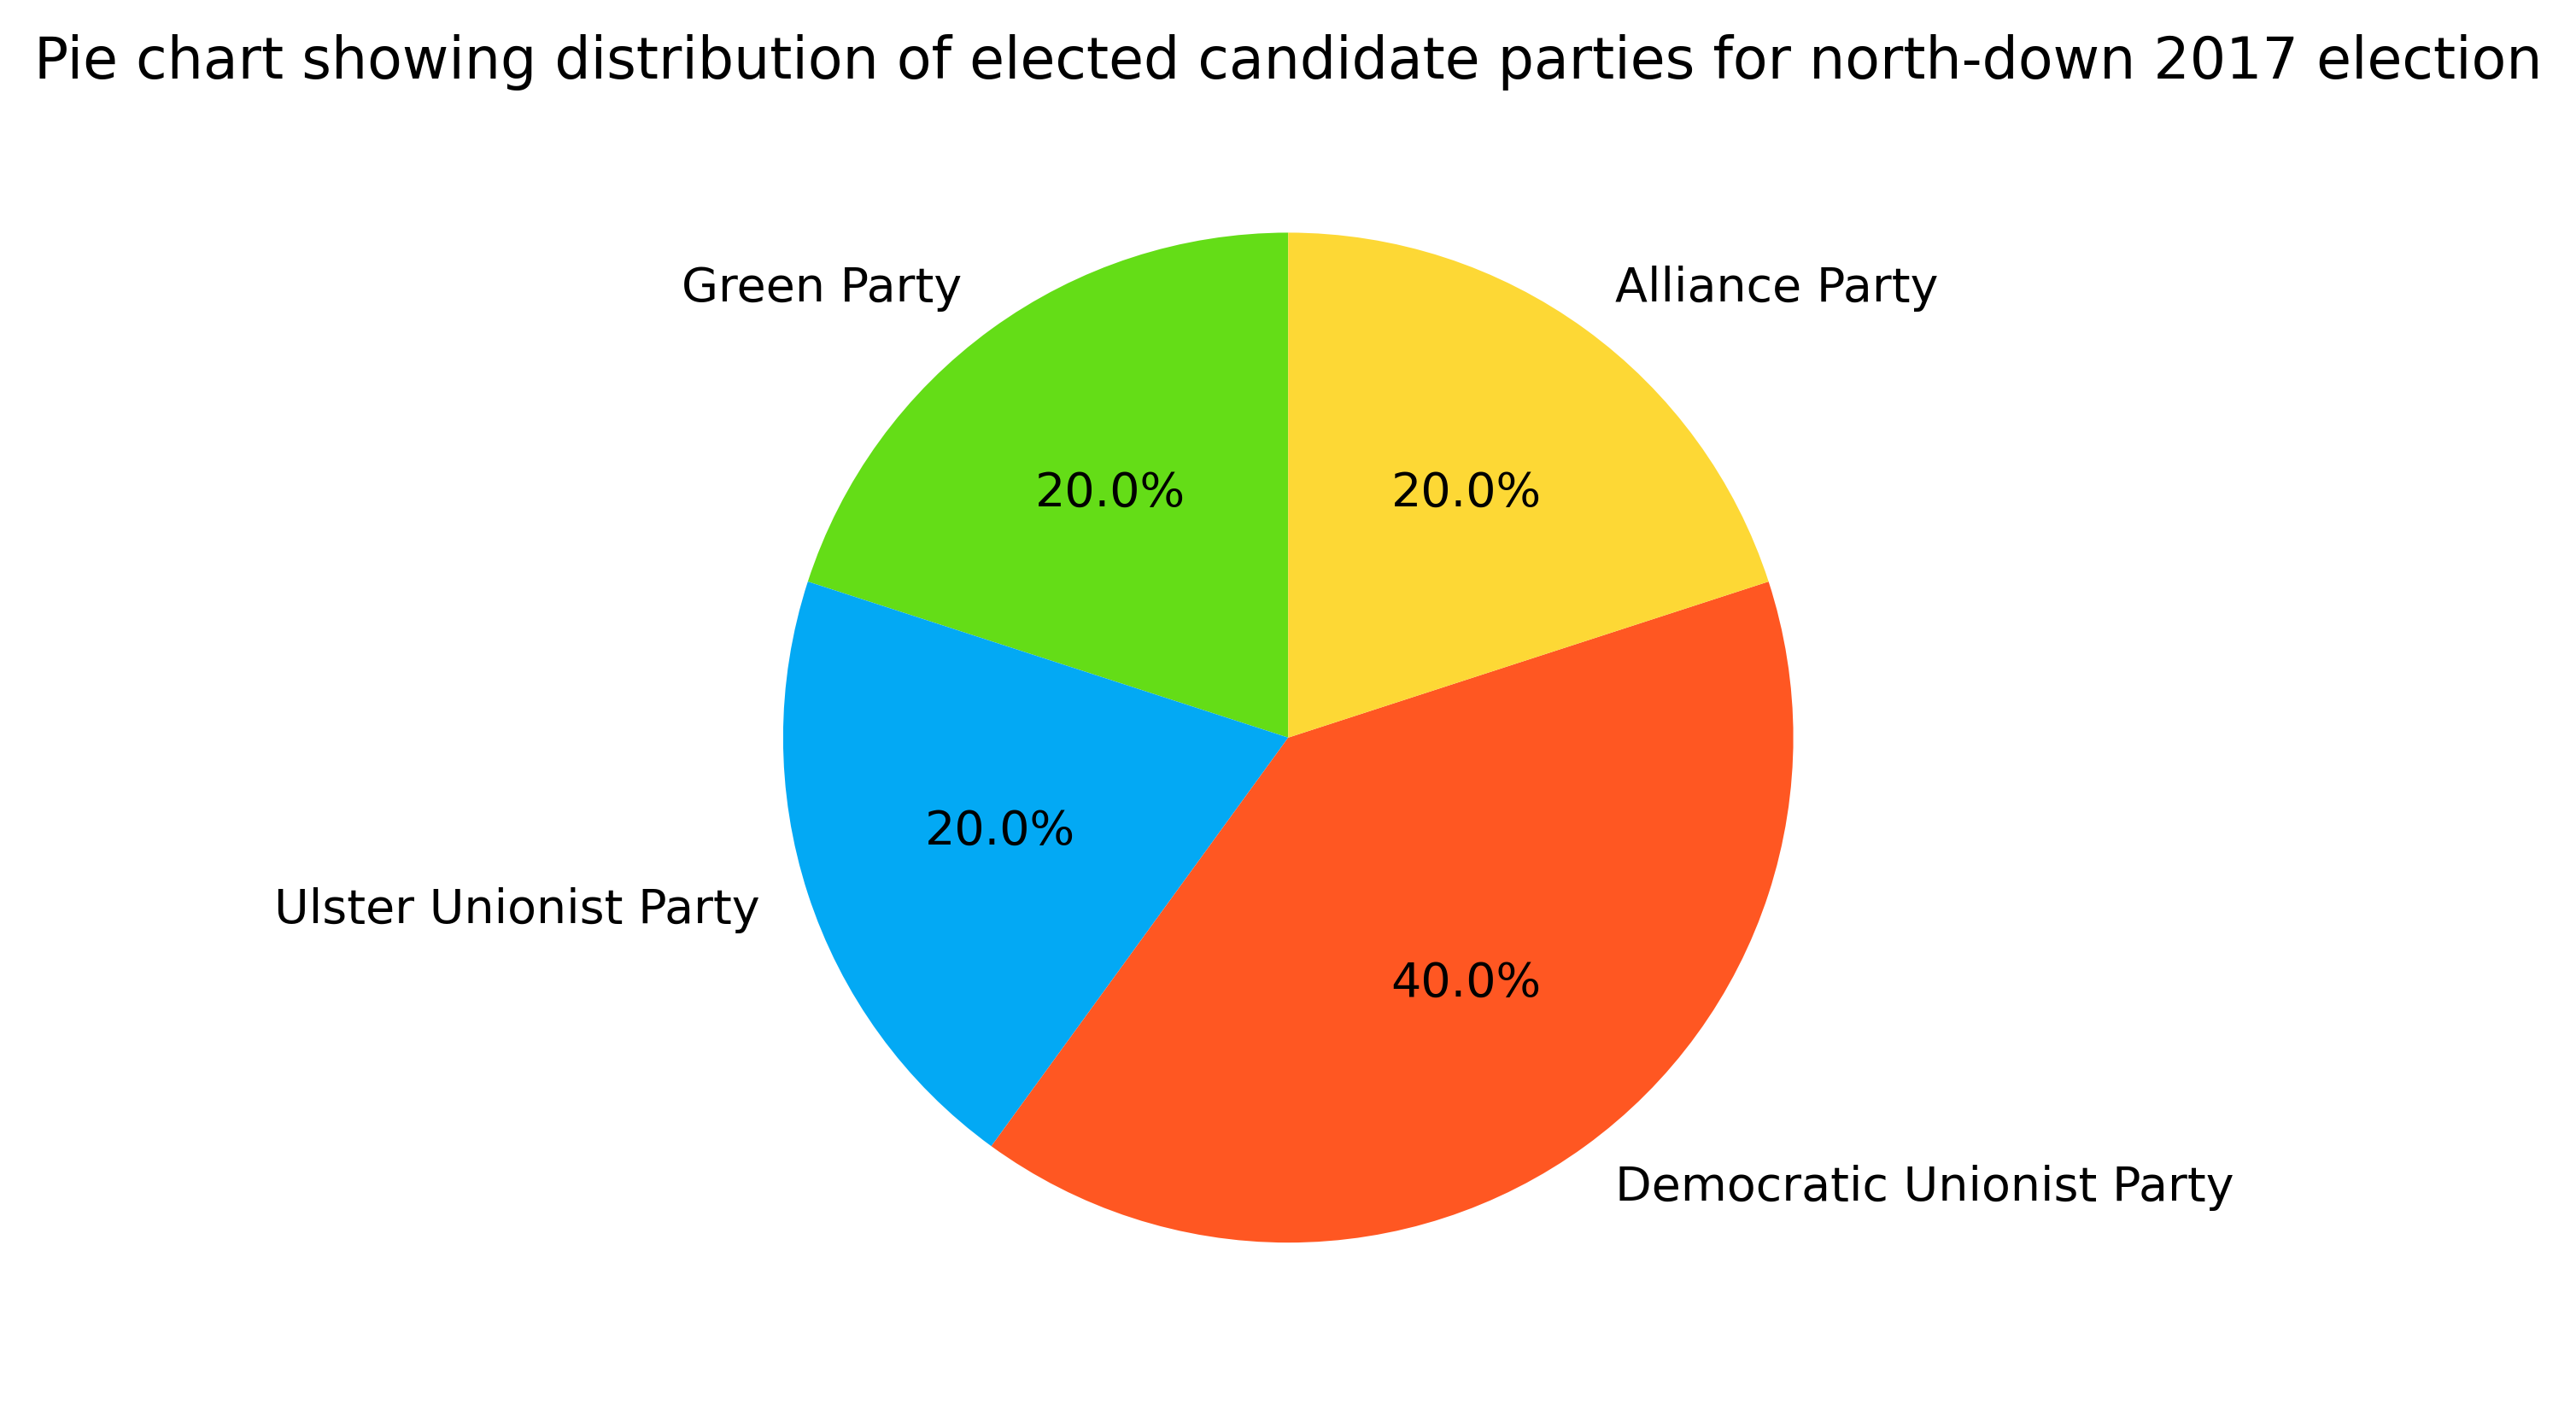 Pie chart showing distribution of elected candidate parties for north-down 2017 election
Green Party
Alliance Party
20.0%
20.0%
20.0%
Ulster Unionist Party
40.0%
Democratic Unionist Party